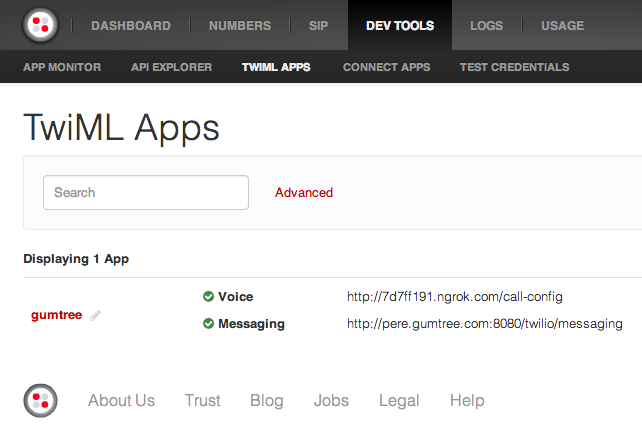 DASHBOARD NUMBERS SIP DEV TOOLS LOGS USAGE
APP MONITOR API EXPLORER TWIML APPS CONNECT APPS TEST CREDENTIALS
TwiML Apps
Search Advanced
Displaying 1 App
Voice http://7d7ff191.ngrok.com/call-config
gumtree
Messaging http://pere.gumtree.com:8080/twilio/messaging
About Us Trust Blog Jobs Legal Help